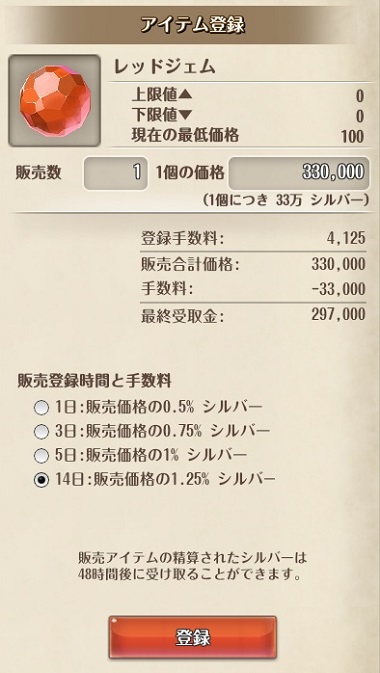 アイテム登録
レッドジェム
上限値▲ 0
下限値▼ 0
現在の最低価格 100
販売数 1 1個の価格 330,000
(1個につき 33万 シルバー)
登録手数料: 4,125
販売合計価格: 330,000
手数料: -33,000
最終受取金: 297,000
販売登録時間と手数料
1日:販売価格の0.5% シルバー
3日:販売価格の0.75% シルバー
5日:販売価格の1% シルバー
14日:販売価格の1.25% シルバー
販売アイテムの精算されたシルバーは
48時間後に受け取ることができます。
登録